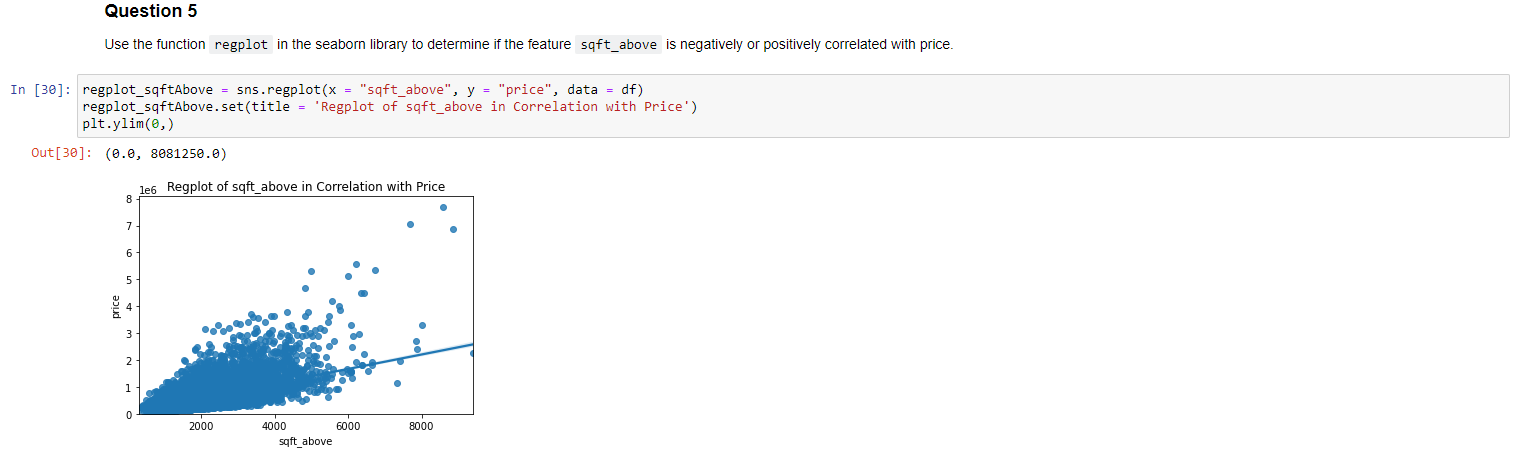 Question 5
Use the function regplot in the seaborn library to determine if the feature sqft_above is negatively or positively correlated with price.
In [30]: regplot_sqftAbove = sns.regplot(x = "sqft_above", y = "price", data = df)
regplot_sqftAbove.set(title = 'Regplot of sqft_above in Correlation with Price')
plt.ylim(0,)
Out[30]: (0.0, 8081250.0)
1e6 Regplot of sqft_above in Correlation with Price
8
7
6
5
4
price
3
2
1
0
2000 4000 6000 8000
sqft_above